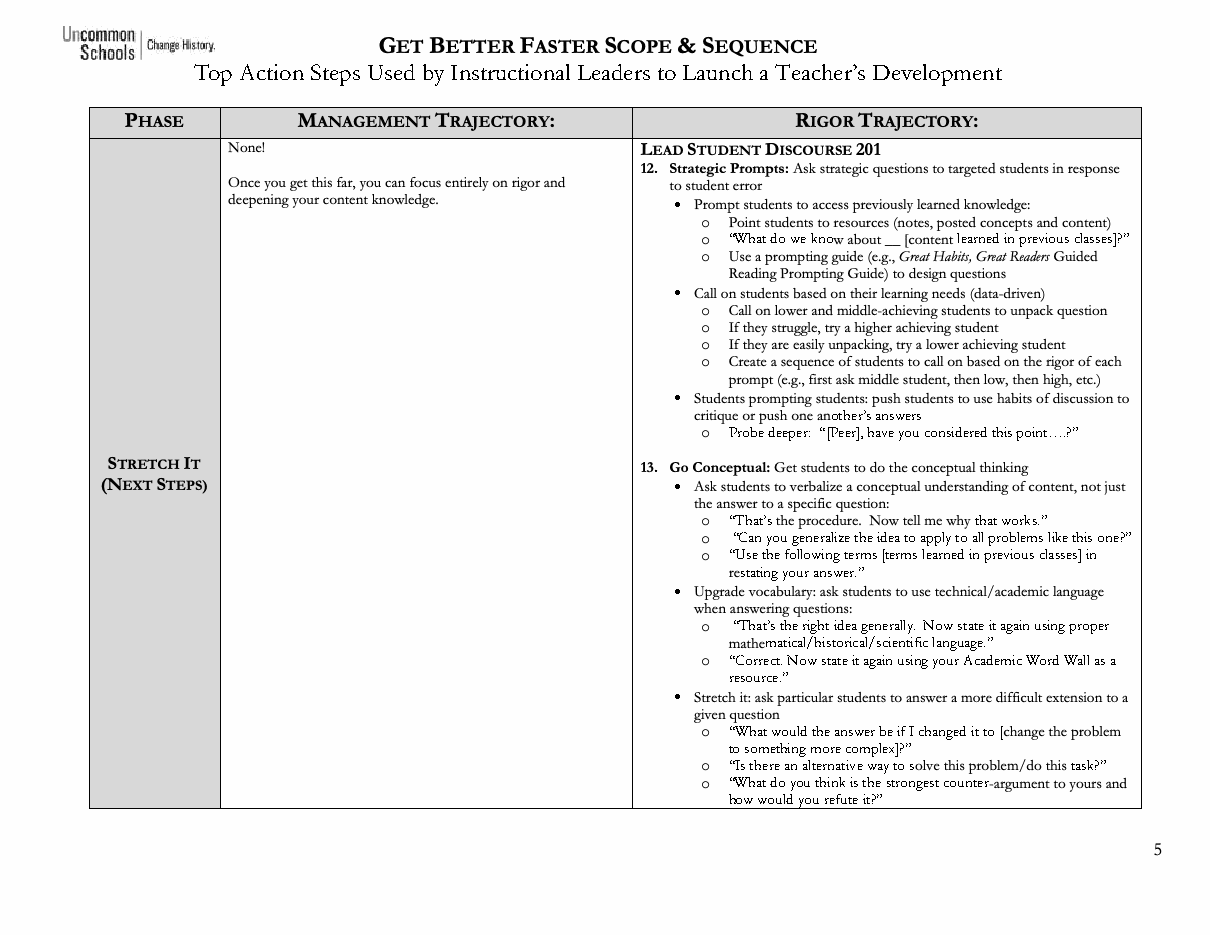 Uncommon
Schools
Change History.
GET BETTER FASTER SCOPE & SEQUENCE
Top Action Steps Used by Instructional Leaders to Launch a Teacher's Development
PHASE
MANAGEMENT TRAJECTORY:
RIGOR TRAJECTORY:
STRETCH IT
(NEXT STEPS)
None!
Once you get this far, you can focus entirely on rigor and
deepening your content knowledge.
LEAD STUDENT DISCOURSE 201
12. Strategic Prompts: Ask strategic questions to targeted students in response
to student error
• Prompt students to access previously learned knowledge:
o Point students to resources (notes, posted concepts and content)
o “What do we know about __ [content learned in previous classes]?”
o Use a prompting guide (e.g., Great Habits, Great Readers Guided
Reading Prompting Guide) to design questions
• Call on students based on their learning needs (data-driven)
o Call on lower and middle-achieving students to unpack question
o If they struggle, try a higher achieving student
o If they are easily unpacking, try a lower achieving student
o Create a sequence of students to call on based on the rigor of each
prompt (e.g., first ask middle student, then low, then high, etc.)
• Students prompting students: push students to use habits of discussion to
critique or push one another’s answers
o Probe deeper: “[Peer], have you considered this point….?”
13. Go Conceptual: Get students to do the conceptual thinking
• Ask students to verbalize a conceptual understanding of content, not just
the answer to a specific question:
o “That’s the procedure. Now tell me why that works.”
o “Can you generalize the idea to apply to all problems like this one?”
o “Use the following terms [terms learned in previous classes] in
restating your answer.”
• Upgrade vocabulary: ask students to use technical/academic language
when answering questions:
o “That’s the right idea generally. Now state it again using proper
mathematical/historical/scientific language.”
o “Correct. Now state it again using your Academic Word Wall as a
resource.”
• Stretch it: ask particular students to answer a more difficult extension to a
given question
o “What would the answer be if I changed it to [change the problem
to something more complex]?”
o “Is there an alternative way to solve this problem/do this task?”
o “What do you think is the strongest counter-argument to yours and
how would you refute it?”
5